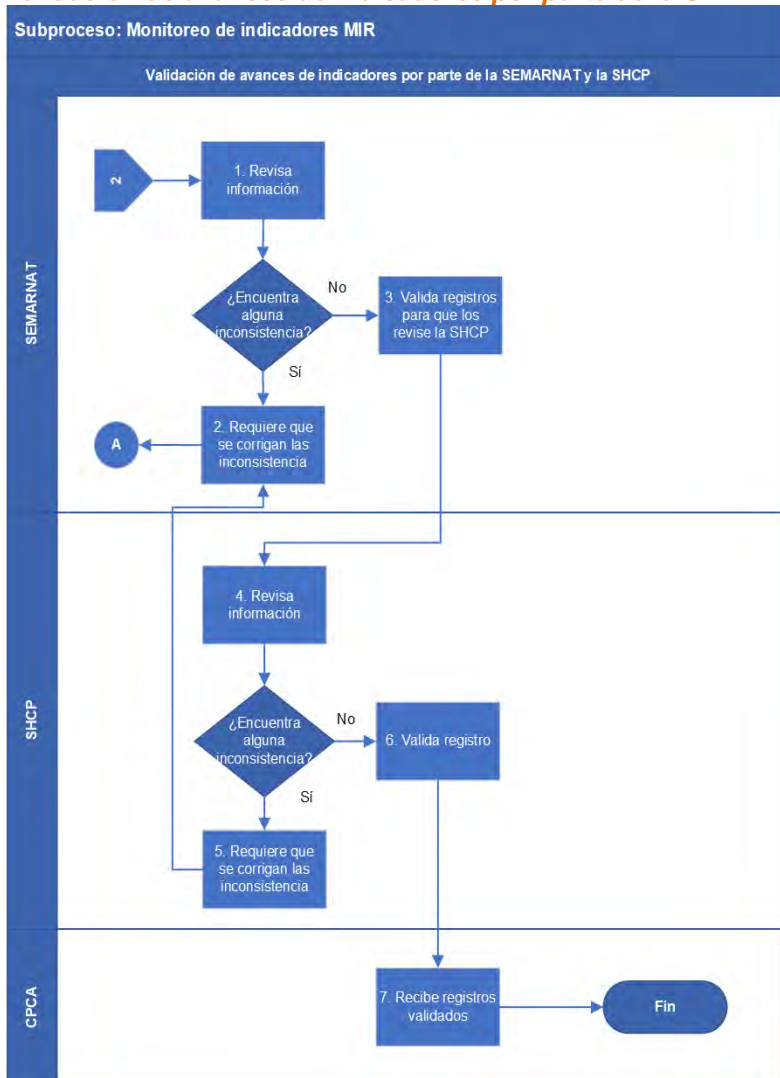 Subproceso: Monitoreo de indicadores MIR
Validación de avances de indicadores por parte de la SEMARNAT y la SHCP
SEMARNAT
2
1. Revisa
información
¿Encuentra
alguna
inconsistencia?
No
3. Valida registros
para que los
revise la SHCP
Sí
2. Requiere que
se corrigan las
inconsistencia
A
SHCP
4. Revisa
información
¿Encuentra
alguna
inconsistencia?
No
6. Valida registro
Sí
5. Requiere que
se corrigan las
inconsistencia
CPCA
7. Recibe registros
validados
Fin